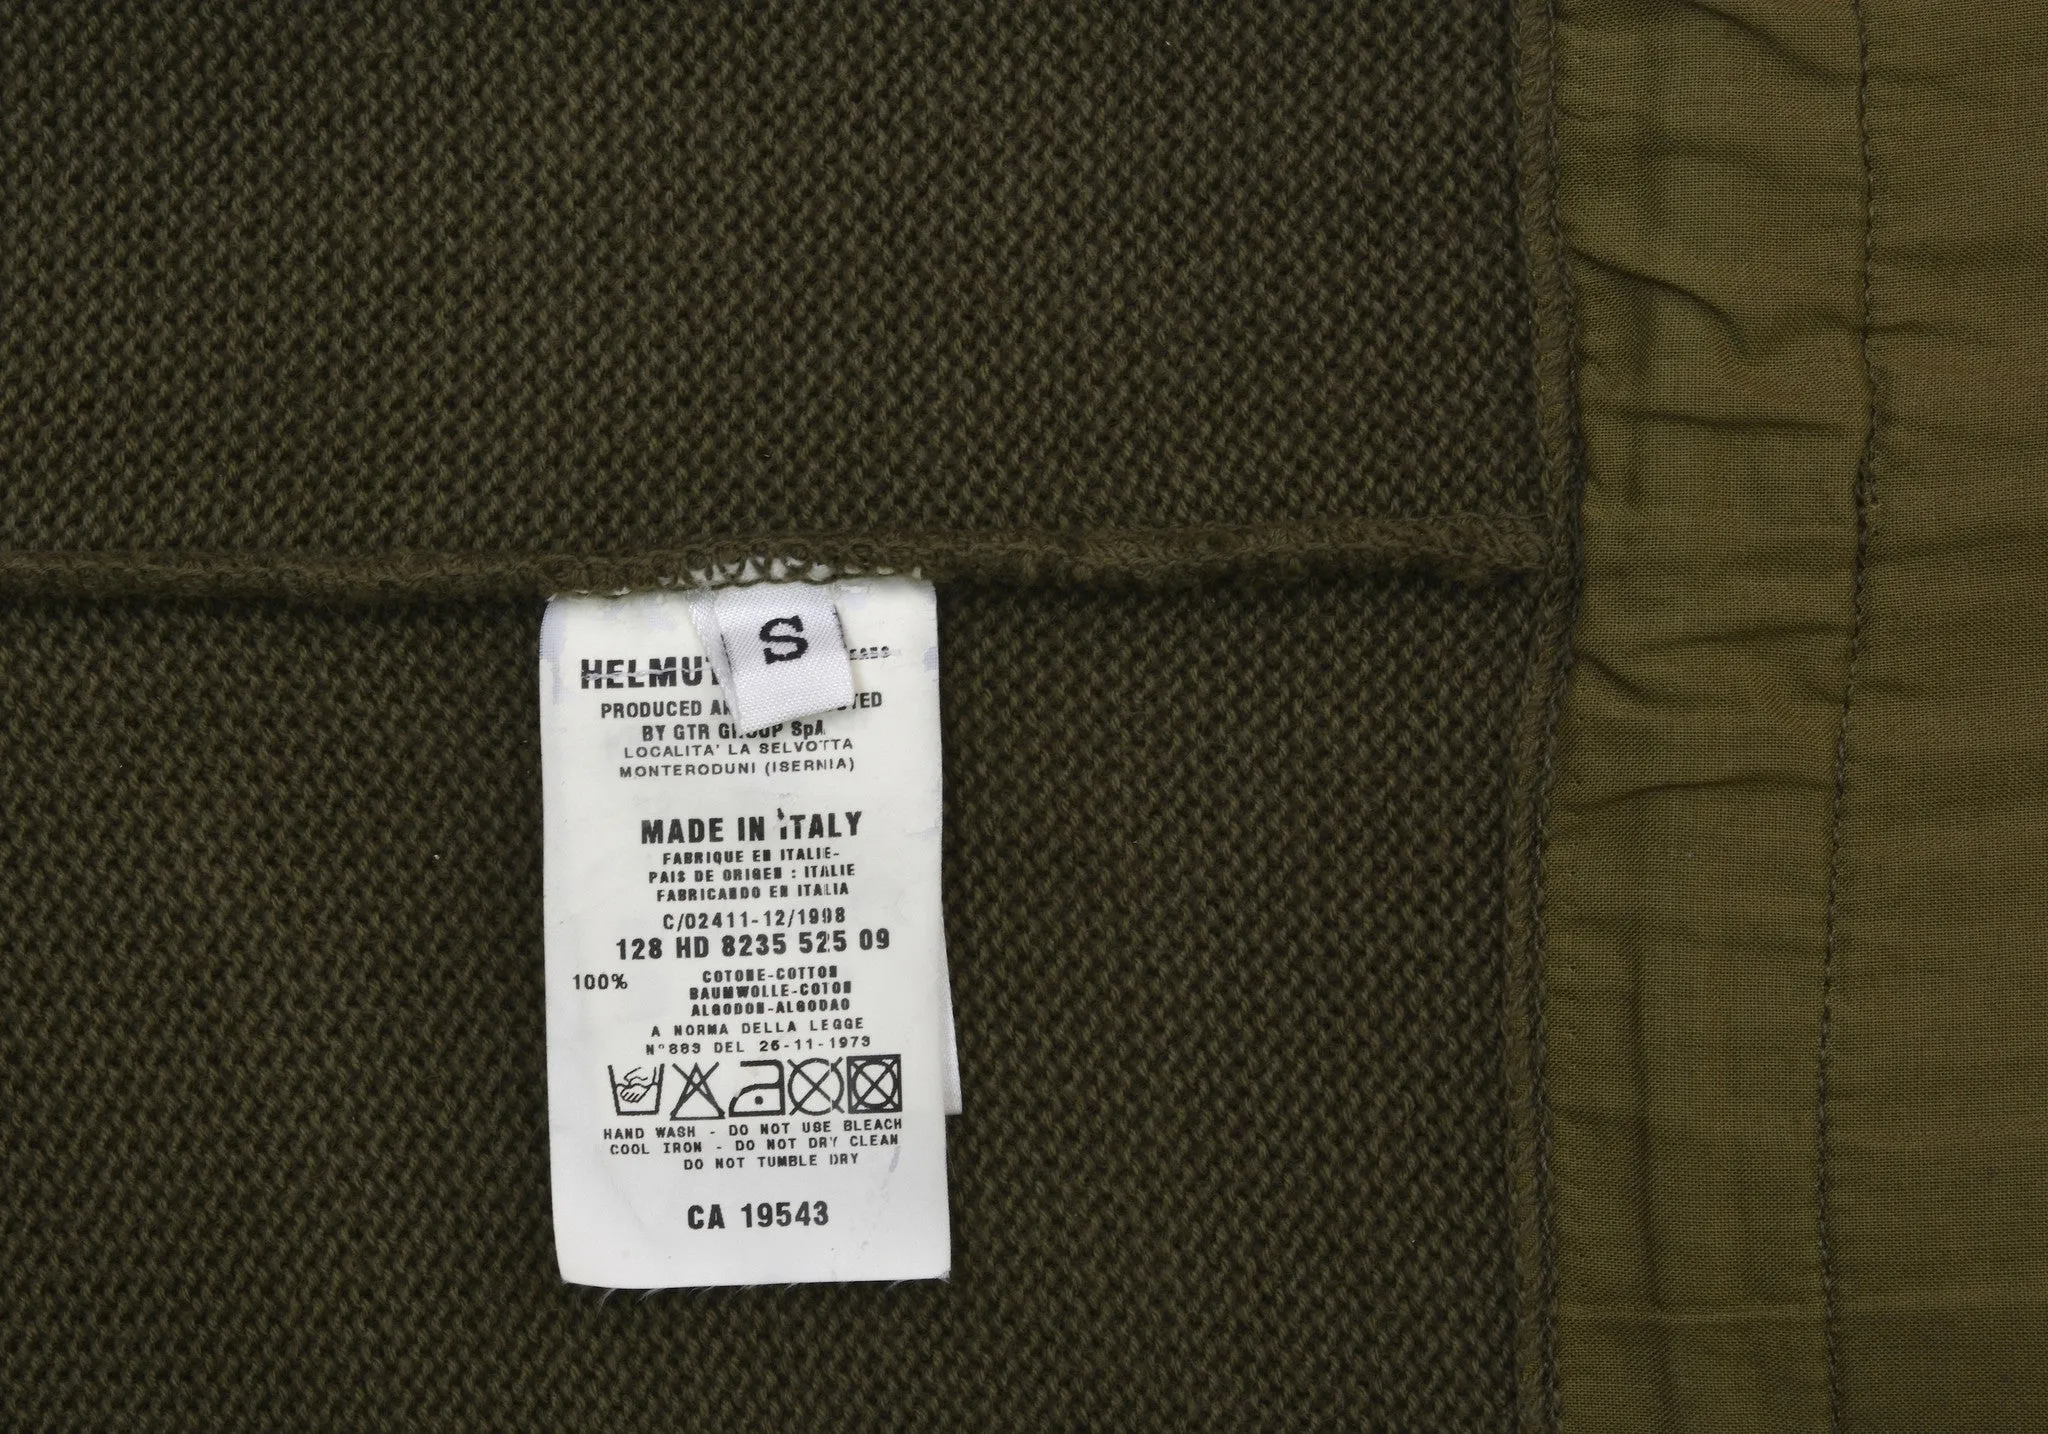 S
HELMUT
PRODUCED
BY GTR GROUP SpA
LOCALITA' LA SELVOTTA
MONTERODUNI (ISERNIA)
MADE IN ITALY
FABRIQUE EN ITALIE-
PAIS DE ORIGEN : ITALIE
FABRICANDO EN ITALIA
C/02411-12/1998
128 HD 8235 525 09
100% COTONE-COTTON
BAUMWOLLE-COTON
ALGODON-ALGODAO
A NORMA DELLA LEGGE
N°883 DEL 26-11-1973
HAND WASH - DO NOT USE BLEACH
COOL IRON - DO NOT DRY CLEAN
DO NOT TUMBLE DRY
CA 19543